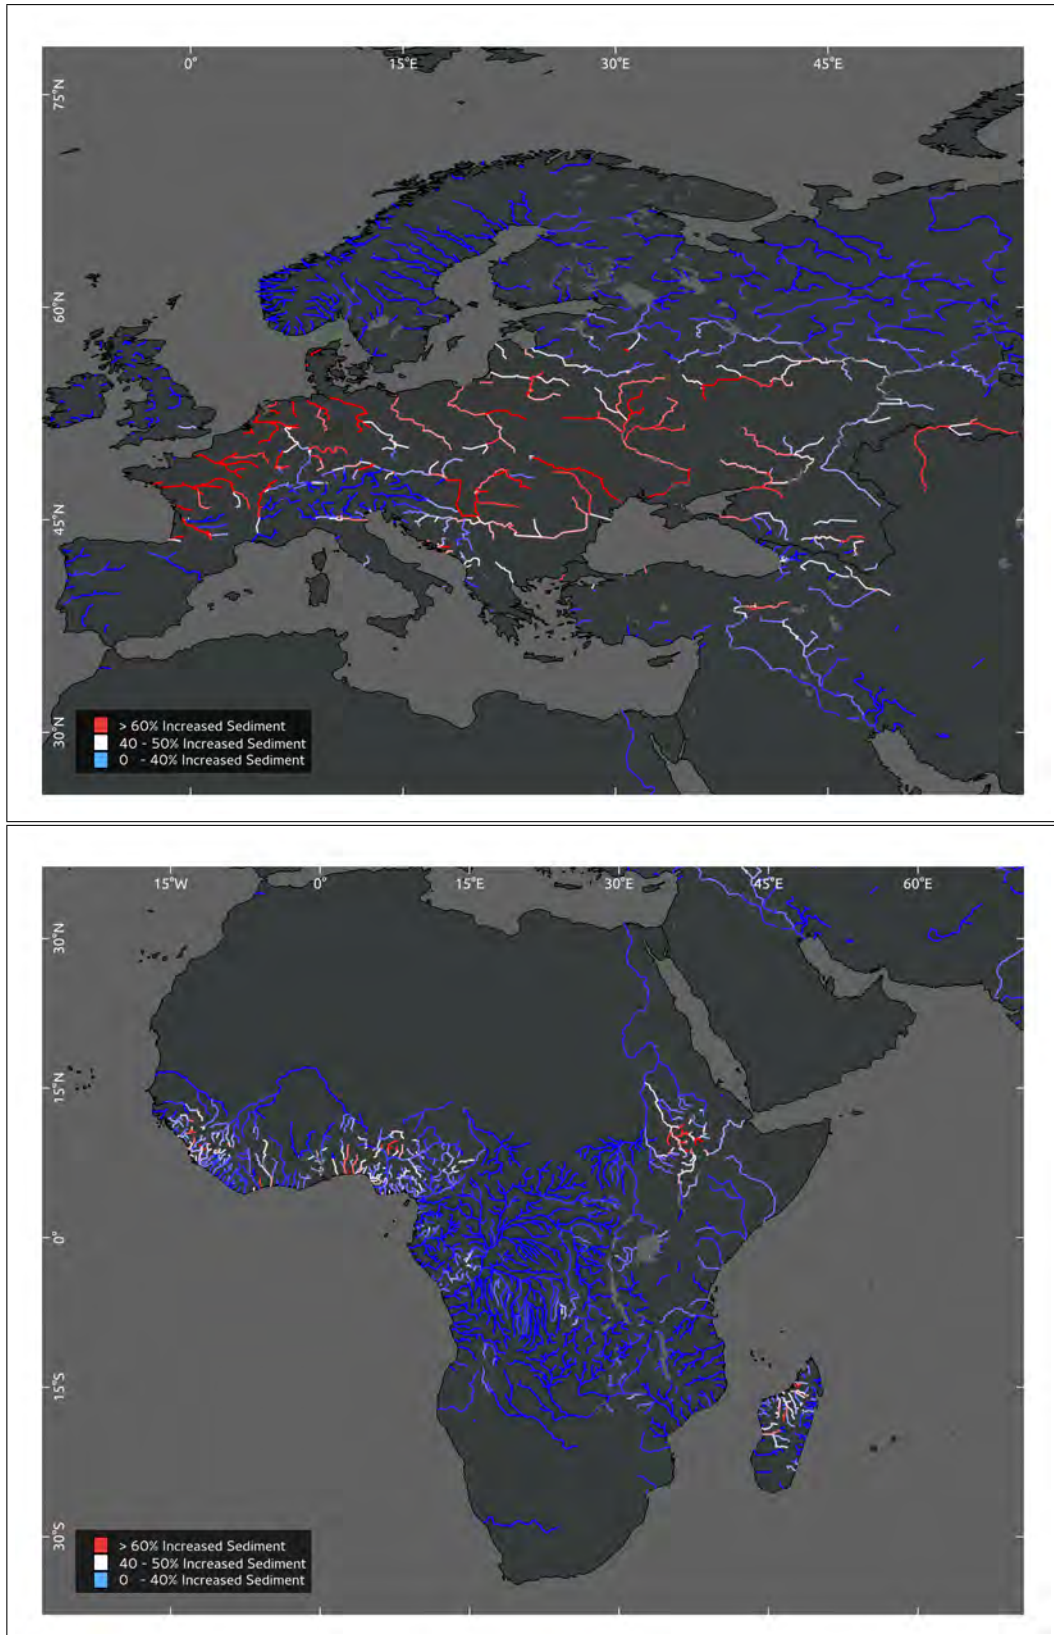 0° 15°E 30°E 45°E
75°N
60°N
45°N
30°N
> 60% Increased Sediment
40 - 50% Increased Sediment
0 - 40% Increased Sediment
15°W 0° 15°E 30°E 45°E 60°E
30°N
15°N
0°
15°S
30°S
> 60% Increased Sediment
40 - 50% Increased Sediment
0 - 40% Increased Sediment